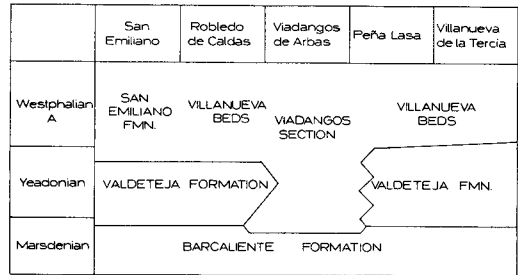 San Emiliano
Robledo de Caldas
Viadangos de Arbas
Peña Lasa
Villanueva de la Tercia
Westphalian A
SAN EMILIANO FMN.
VILLANUEVA BEDS
VIADANGOS SECTION
VILLANUEVA BEDS
Yeadonian
VALDETEJA FORMATION
VALDETEJA FMN.
Marsdenian
BARCALIENTE FORMATION